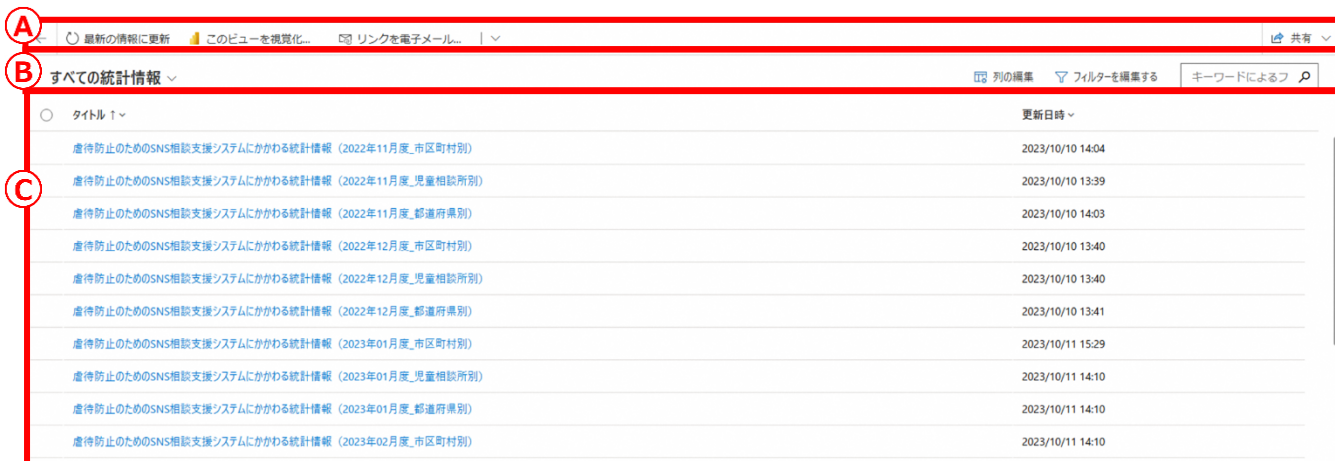 A
最新の情報に更新 このビューを視覚化... リンクを電子メール... 共有
B
すべての統計情報 列の編集 フィルターを編集する キーワードによるフ
タイトル ↑ 更新日時
虐待防止のためのSNS相談支援システムにかかわる統計情報（2022年11月度_市区町村別） 2023/10/10 14:04
虐待防止のためのSNS相談支援システムにかかわる統計情報（2022年11月度_児童相談所別） 2023/10/10 13:39
C
虐待防止のためのSNS相談支援システムにかかわる統計情報（2022年11月度_都道府県別） 2023/10/10 14:03
虐待防止のためのSNS相談支援システムにかかわる統計情報（2022年12月度_市区町村別） 2023/10/10 13:40
虐待防止のためのSNS相談支援システムにかかわる統計情報（2022年12月度_児童相談所別） 2023/10/10 13:40
虐待防止のためのSNS相談支援システムにかかわる統計情報（2022年12月度_都道府県別） 2023/10/10 13:41
虐待防止のためのSNS相談支援システムにかかわる統計情報（2023年01月度_市区町村別） 2023/10/11 15:29
虐待防止のためのSNS相談支援システムにかかわる統計情報（2023年01月度_児童相談所別） 2023/10/11 14:10
虐待防止のためのSNS相談支援システムにかかわる統計情報（2023年01月度_都道府県別） 2023/10/11 14:10
虐待防止のためのSNS相談支援システムにかかわる統計情報（2023年02月度_市区町村別） 2023/10/11 14:10